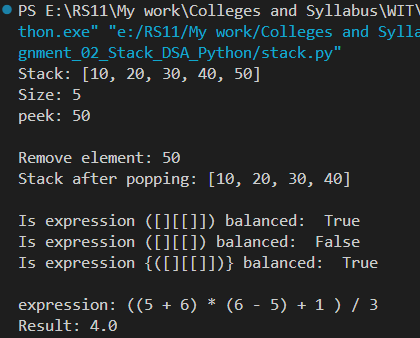 PS E:\RS11\My work\Colleges and Syllabus\WIT\
thon.exe" "e:/RS11/My work/Colleges and Sylla
gnment_02_Stack_DSA_Python/stack.py"
Stack: [10, 20, 30, 40, 50]
Size: 5
peek: 50
Remove element: 50
Stack after popping: [10, 20, 30, 40]
Is expression ([][[]]) balanced:  True
Is expression ([][[]) balanced:  False
Is expression {([][[]])} balanced:  True
expression: ((5 + 6) * (6 - 5) + 1 ) / 3
Result: 4.0